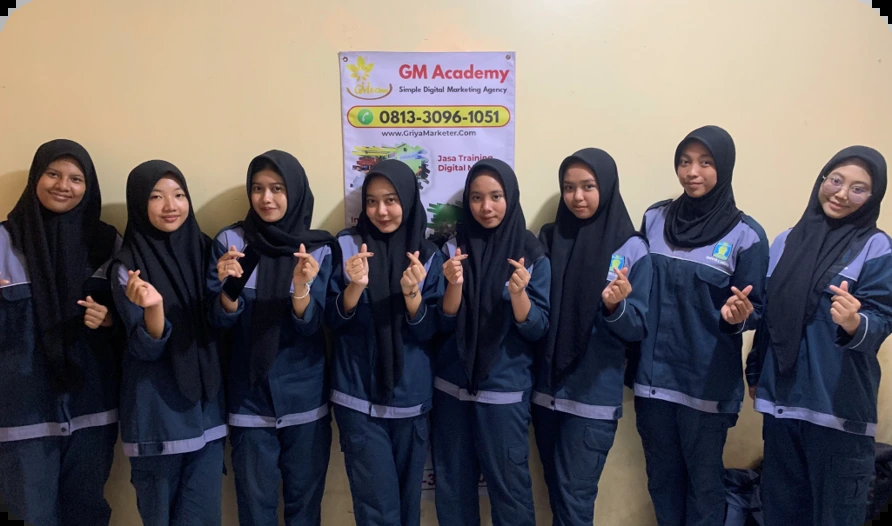 GM Academy
Simple Digital Marketing Agency
0813-3096-1051
www.GriyaMarketer.Com
Jasa Training
Digital